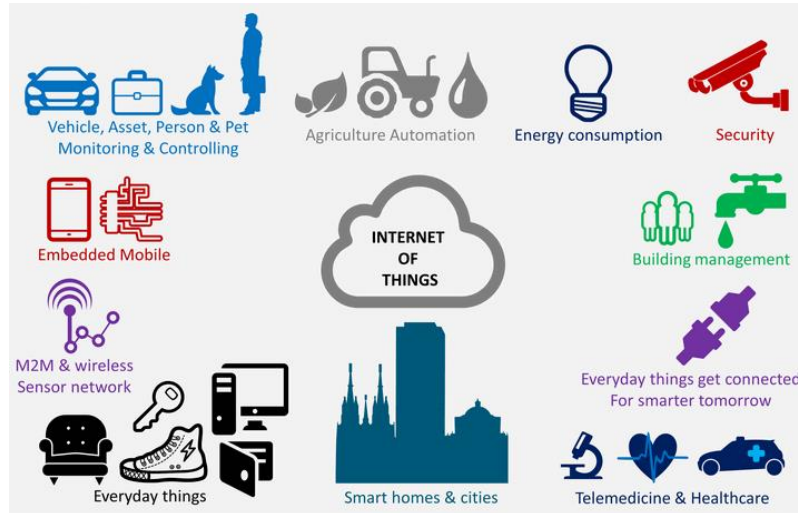 Vehicle, Asset, Person & Pet
Monitoring & Controlling
Agriculture Automation
Energy consumption
Security
Embedded Mobile
INTERNET
OF
THINGS
Building management
M2M & wireless
Sensor network
Everyday things get connected
For smarter tomorrow
Everyday things
Smart homes & cities
Telemedicine & Healthcare